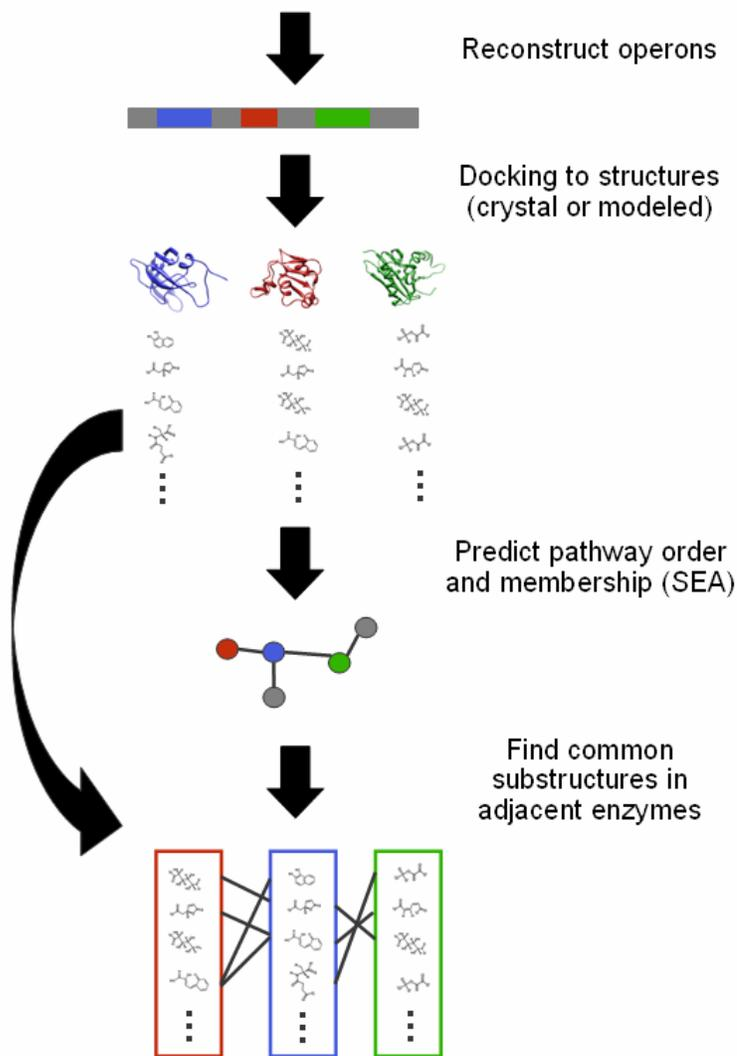 Reconstruct operons
Docking to structures
(crystal or modeled)
Predict pathway order
and membership (SEA)
Find common
substructures in
adjacent enzymes